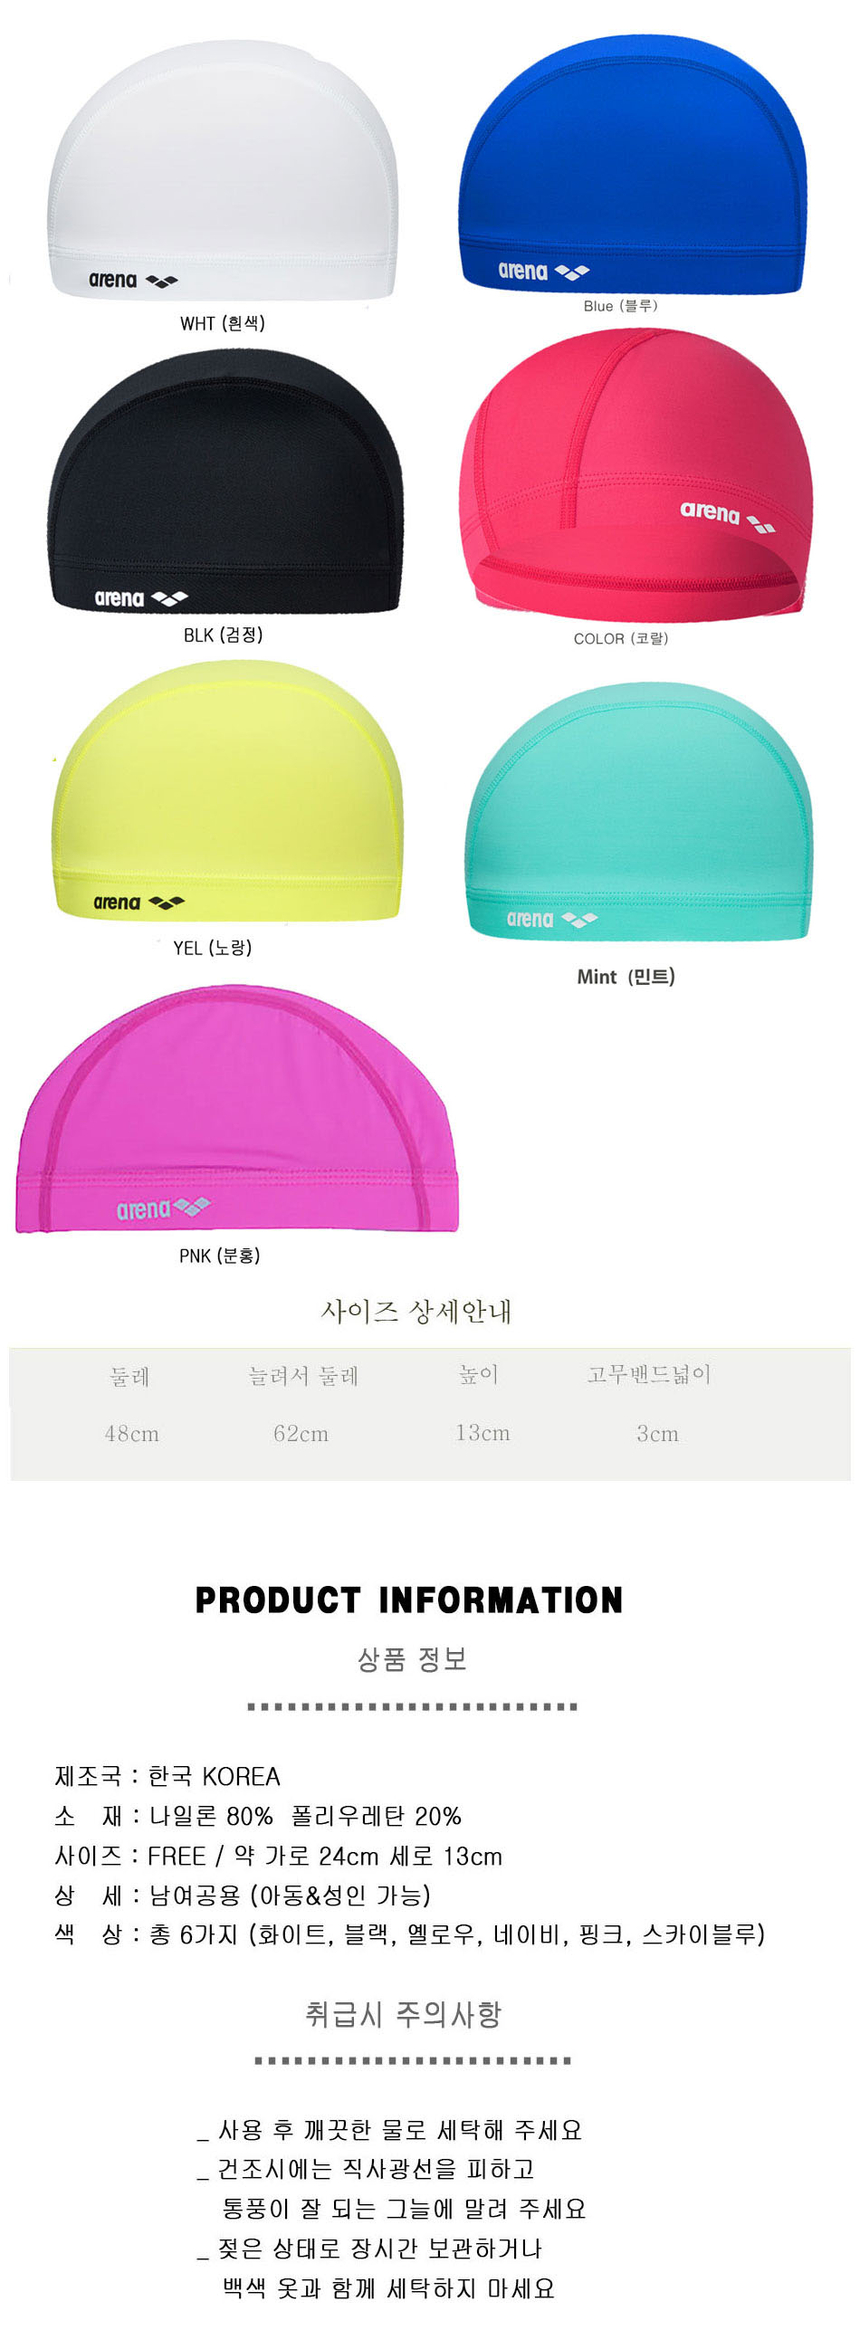 arena
arena
WHT (흰색)
Blue (블루)
arena
arena
BLK (검정)
COLOR (코랄)
arena
arena
YEL (노랑)
Mint (민트)
arena
PNK (분홍)
사이즈 상세안내
둘레 늘려서 둘레 높이 고무밴드넓이
48cm 62cm 13cm 3cm
PRODUCT INFORMATION
상품 정보
제조국 : 한국 KOREA
소 재 : 나일론 80% 폴리우레탄 20%
사이즈 : FREE / 약 가로 24cm 세로 13cm
상 세 : 남여공용 (아동&성인 가능)
색 상 : 총 6가지 (화이트, 블랙, 옐로우, 네이비, 핑크, 스카이블루)
취급시 주의사항
_ 사용 후 깨끗한 물로 세탁해 주세요
_ 건조시에는 직사광선을 피하고
통풍이 잘 되는 그늘에 말려 주세요
_ 젖은 상태로 장시간 보관하거나
백색 옷과 함께 세탁하지 마세요